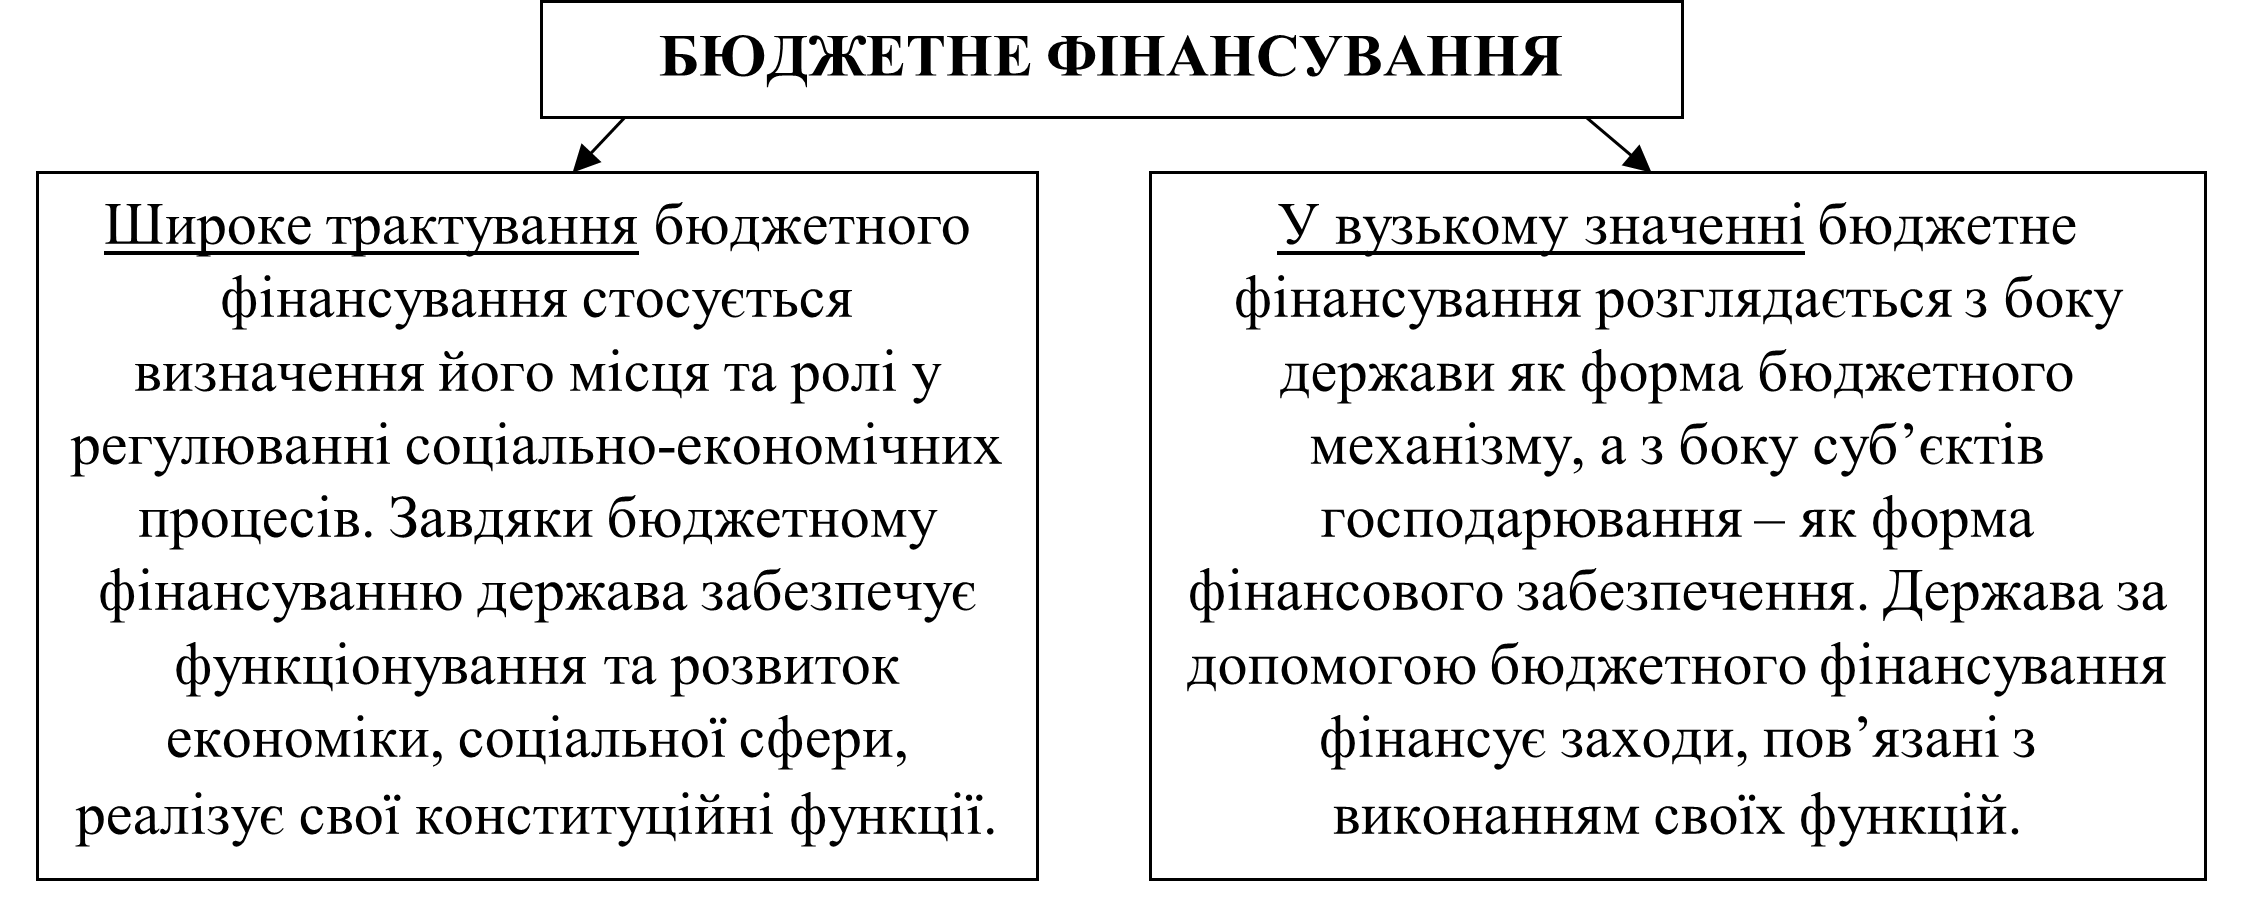 БЮДЖЕТНЕ ФІНАНСУВАННЯ
Широке трактування бюджетного
фінансування стосується
визначення його місця та ролі у
регулюванні соціально-економічних
процесів. Завдяки бюджетному
фінансуванню держава забезпечує
функціонування та розвиток
економіки, соціальної сфери,
реалізує свої конституційні функції.
У вузькому значенні бюджетне
фінансування розглядається з боку
держави як форма бюджетного
механізму, а з боку суб’єктів
господарювання – як форма
фінансового забезпечення. Держава за
допомогою бюджетного фінансування
фінансує заходи, пов’язані з
виконанням своїх функцій.